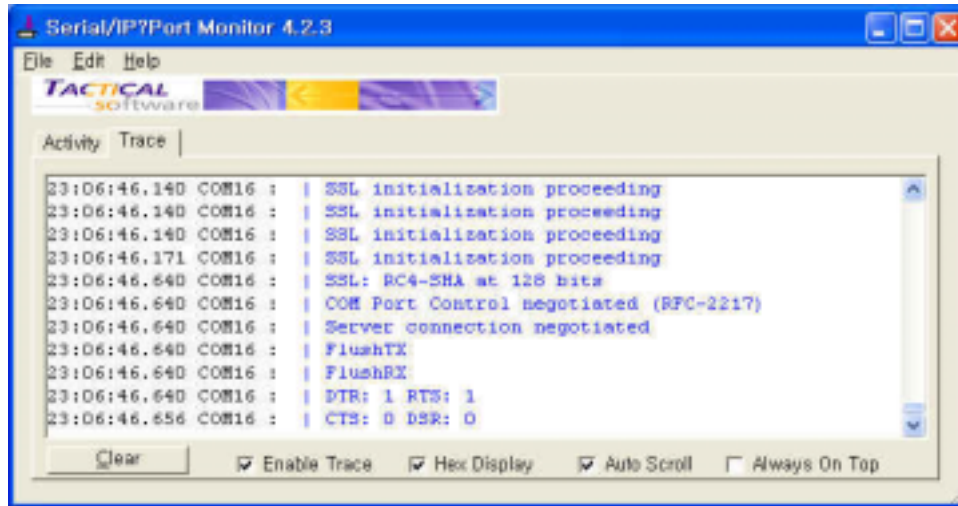 Serial/IP?Port Monitor 4.2.3
File Edit Help
TACTICAL
software
Activity Trace
23:06:46.140 COM16 : | SSL initialization proceeding
23:06:46.140 COM16 : | SSL initialization proceeding
23:06:46.140 COM16 : | SSL initialization proceeding
23:06:46.171 COM16 : | SSL initialization proceeding
23:06:46.640 COM16 : | SSL: RC4-SHA at 128 bits
23:06:46.640 COM16 : | COM Port Control negotiated (RFC-2217)
23:06:46.640 COM16 : | Server connection negotiated
23:06:46.640 COM16 : | FlushTX
23:06:46.640 COM16 : | FlushRX
23:06:46.640 COM16 : | DTR: 1 RTS: 1
23:06:46.656 COM16 : | CTS: 0 DSR: 0
Clear Enable Trace Hex Display Auto Scroll Always On Top